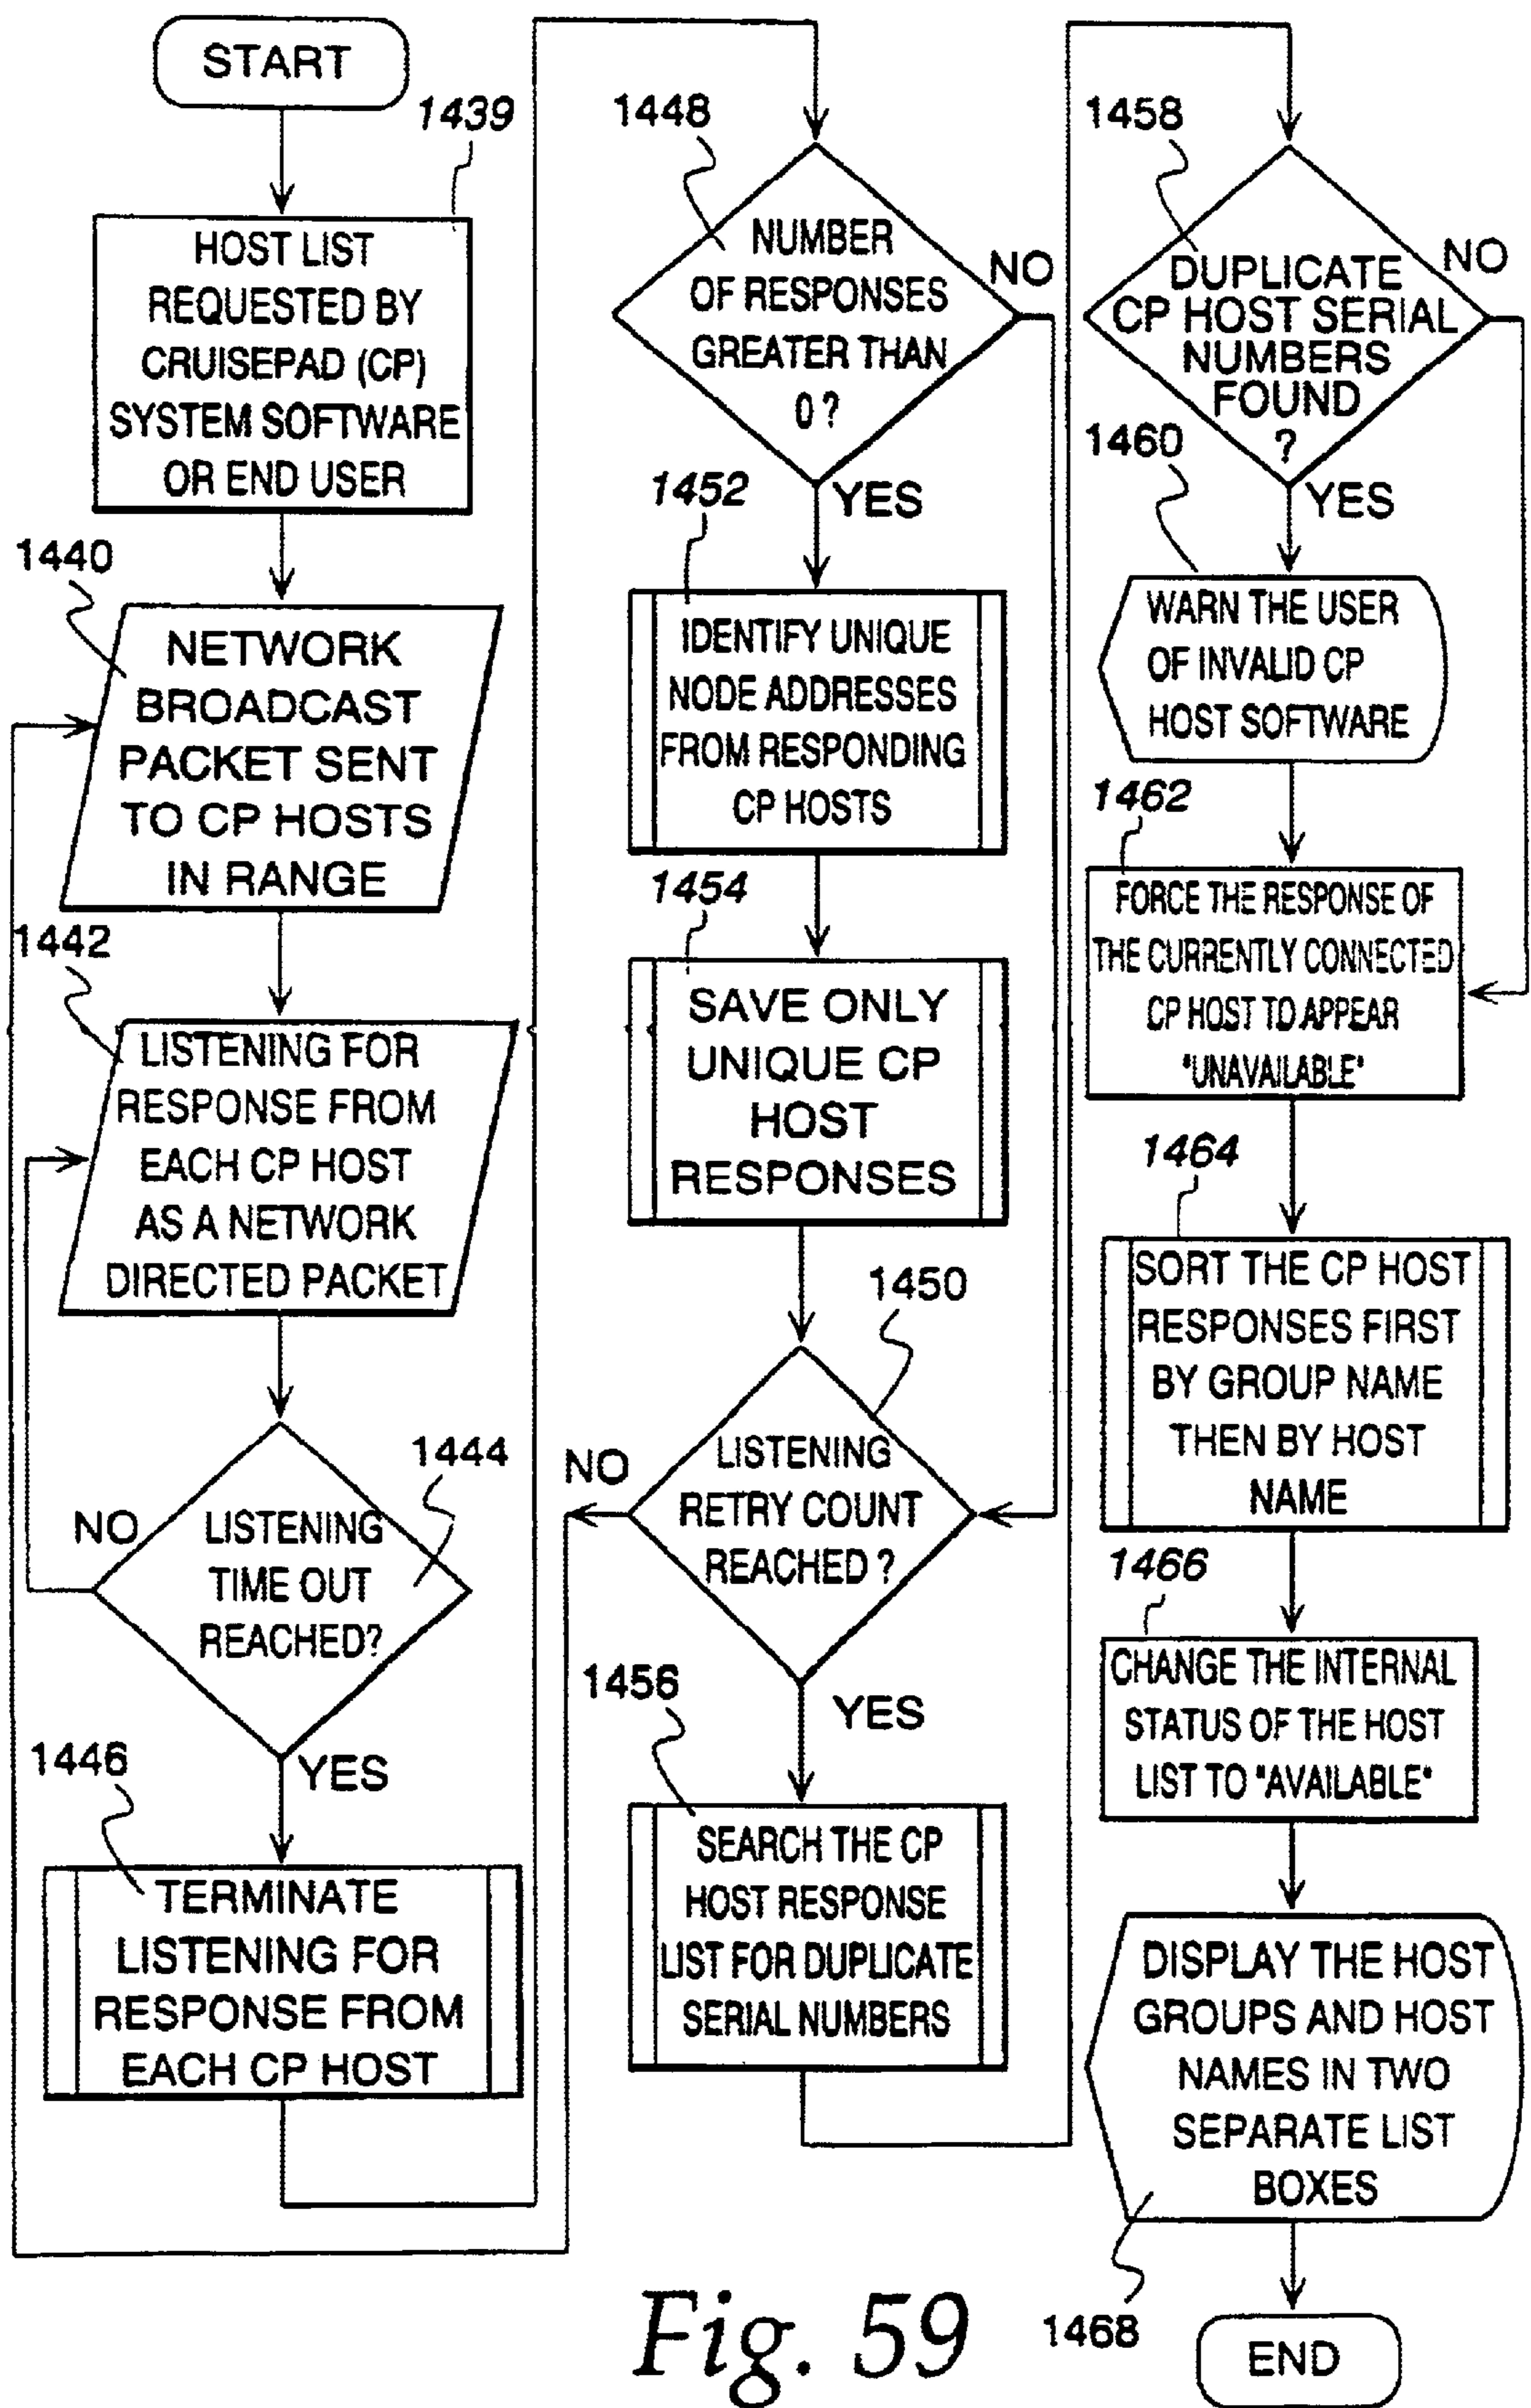 START
1439
HOST LIST
REQUESTED BY
CRUISEPAD (CP)
SYSTEM SOFTWARE
OR END USER
1440
NETWORK
BROADCAST
PACKET SENT
TO CP HOSTS
IN RANGE
1442
LISTENING FOR
RESPONSE FROM
EACH CP HOST
AS A NETWORK
DIRECTED PACKET
1444
NO
LISTENING
TIME OUT
REACHED?
YES
1446
TERMINATE
LISTENING FOR
RESPONSE FROM
EACH CP HOST
1448
NUMBER
OF RESPONSES
GREATER THAN
0 ?
NO
YES
1452
IDENTIFY UNIQUE
NODE ADDRESSES
FROM RESPONDING
CP HOSTS
1454
SAVE ONLY
UNIQUE CP
HOST
RESPONSES
1450
NO
LISTENING
RETRY COUNT
REACHED ?
YES
1456
SEARCH THE CP
HOST RESPONSE
LIST FOR DUPLICATE
SERIAL NUMBERS
1458
DUPLICATE
CP HOST SERIAL
NUMBERS
FOUND
?
NO
YES
1460
WARN THE USER
OF INVALID CP
HOST SOFTWARE
1462
FORCE THE RESPONSE OF
THE CURRENTLY CONNECTED
CP HOST TO APPEAR
"UNAVAILABLE"
1464
SORT THE CP HOST
RESPONSES FIRST
BY GROUP NAME
THEN BY HOST
NAME
1466
CHANGE THE INTERNAL
STATUS OF THE HOST
LIST TO "AVAILABLE"
DISPLAY THE HOST
GROUPS AND HOST
NAMES IN TWO
SEPARATE LIST
BOXES
1468
END
Fig. 59